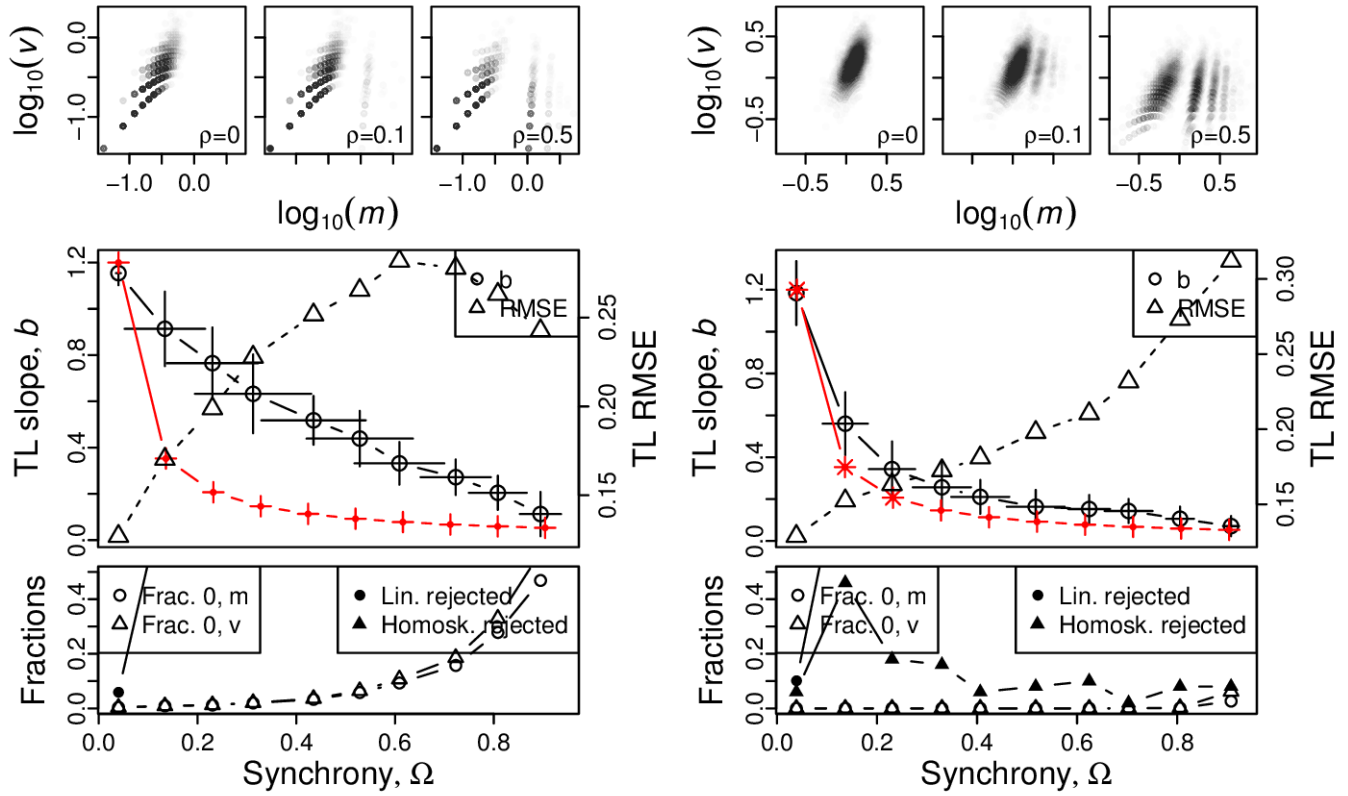 log10(v)
0.0
−1.0
ρ=0
ρ=0.1
ρ=0.5
−1.0 0.0 −1.0 0.0
log10(m)
TL slope, b
0.0 0.4 0.8 1.2
b
RMSE
0.15 0.20 0.25
TL RMSE
Fractions
0.0 0.2 0.4
Frac. 0, m
Frac. 0, v
Lin. rejected
Homosk. rejected
0.0 0.2 0.4 0.6 0.8
Synchrony, Ω
log10(v)
0.5
−0.5
ρ=0
ρ=0.1
ρ=0.5
−0.5 0.5 −0.5 0.5
log10(m)
TL slope, b
0.0 0.4 0.8 1.2
b
RMSE
0.15 0.20 0.25 0.30
TL RMSE
Fractions
0.0 0.2 0.4
Frac. 0, m
Frac. 0, v
Lin. rejected
Homosk. rejected
0.0 0.2 0.4 0.6 0.8
Synchrony, Ω